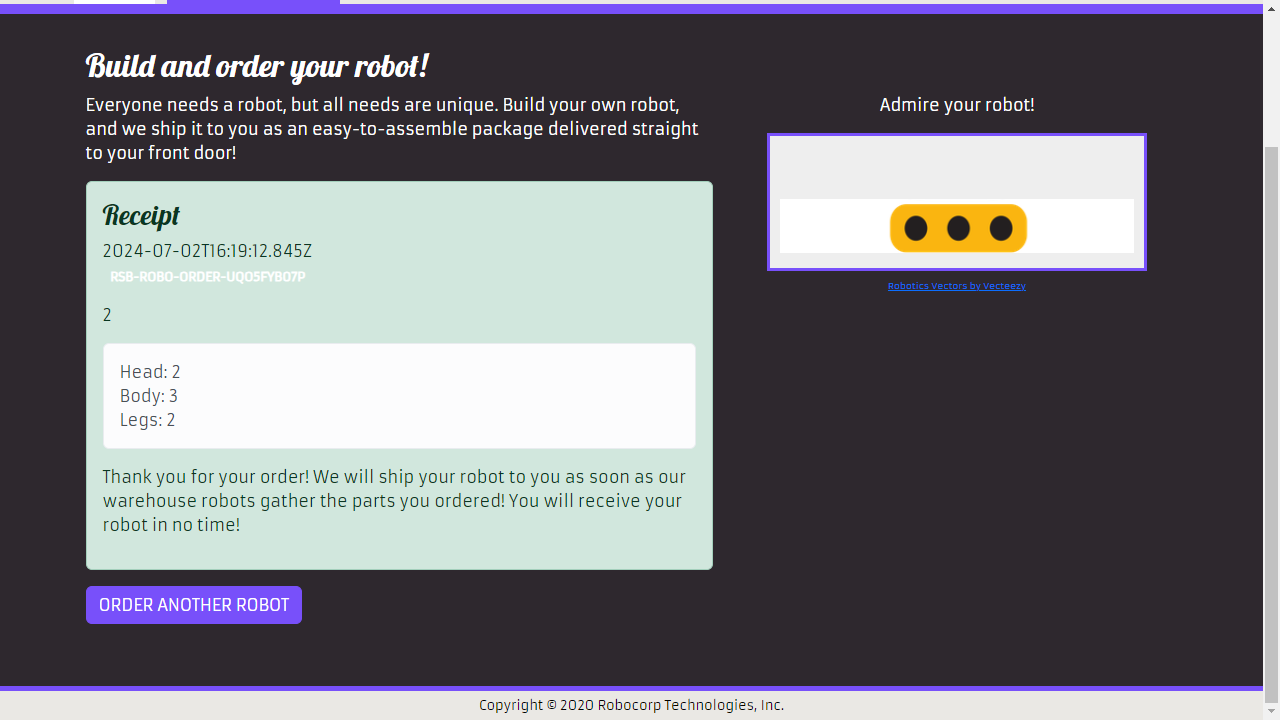 Build and order your robot!
Everyone needs a robot, but all needs are unique. Build your own robot,
and we ship it to you as an easy-to-assemble package delivered straight
to your front door!
Receipt
2024-07-02T16:19:12.845Z
RSB-ROBO-ORDER-UQO5FYB07P
2
Head: 2
Body: 3
Legs: 2
Thank you for your order! We will ship your robot to you as soon as our
warehouse robots gather the parts you ordered! You will receive your
robot in no time!
ORDER ANOTHER ROBOT
Admire your robot!
Robotics Vectors by Vecteezy
Copyright © 2020 Robocorp Technologies, Inc.